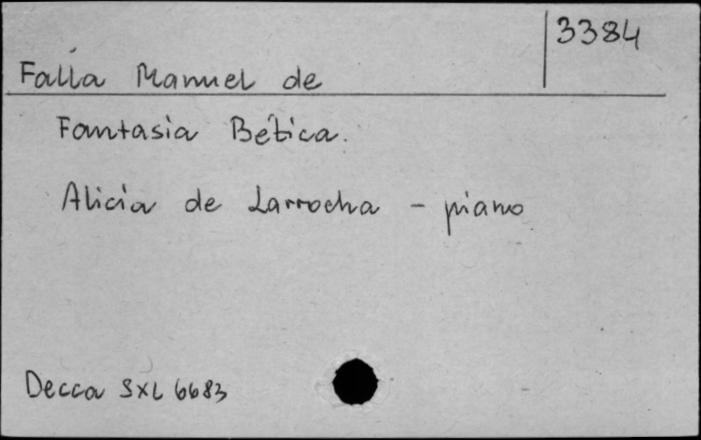 3384
Falla Manuel de
Fantasia Bética.
Alicia de Larrocha - piano
Decca SXL 6683